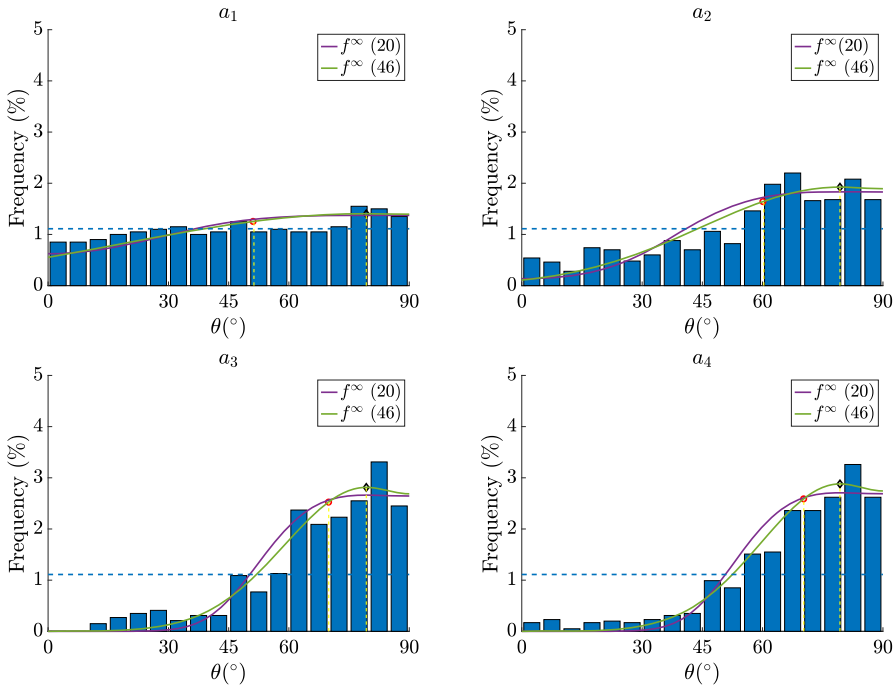 a₁
Frequency (%)
5
4
3
2
1
0
f∞ (20)
f∞ (46)
0 30 45 60 90
θ(°)
a₂
Frequency (%)
5
4
3
2
1
0
f∞(20)
f∞ (46)
0 30 45 60 90
θ(°)
a₃
Frequency (%)
5
4
3
2
1
0
f∞ (20)
f∞ (46)
0 30 45 60 90
θ(°)
a₄
Frequency (%)
5
4
3
2
1
0
f∞ (20)
f∞ (46)
0 30 45 60 90
θ(°)